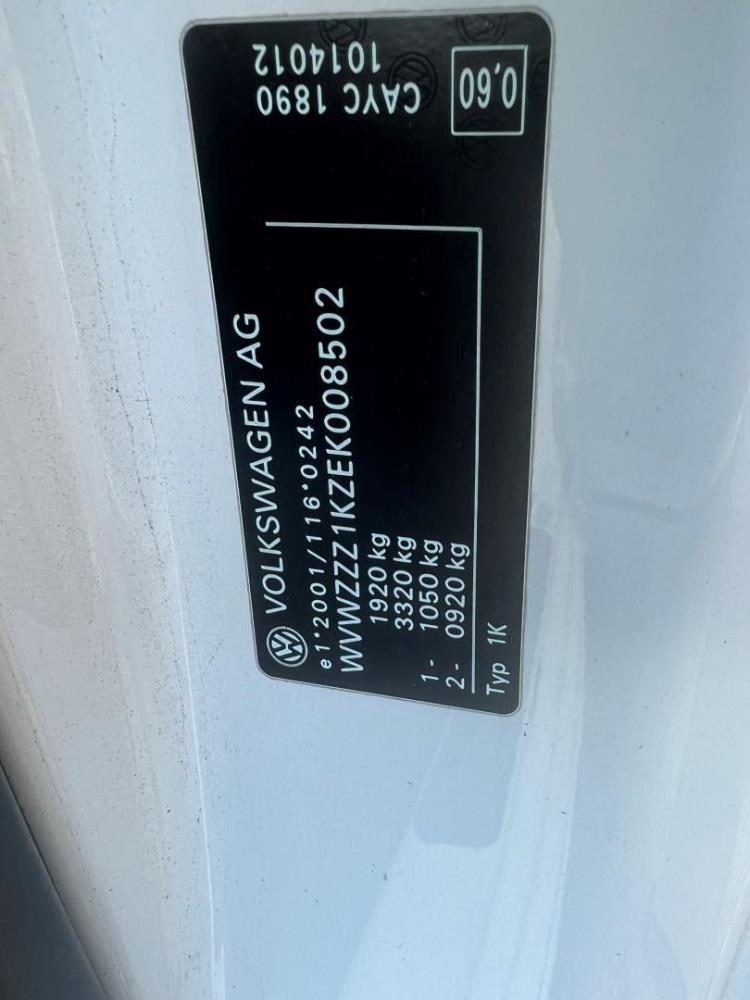 VOLKSWAGEN AG
e1*2001/116*0242
WVWZZZ1KZEK008502
1920 kg
3320 kg
1- 1050 kg
2- 0920 kg
Typ 1K
CAYC 1890
1014012
0,60